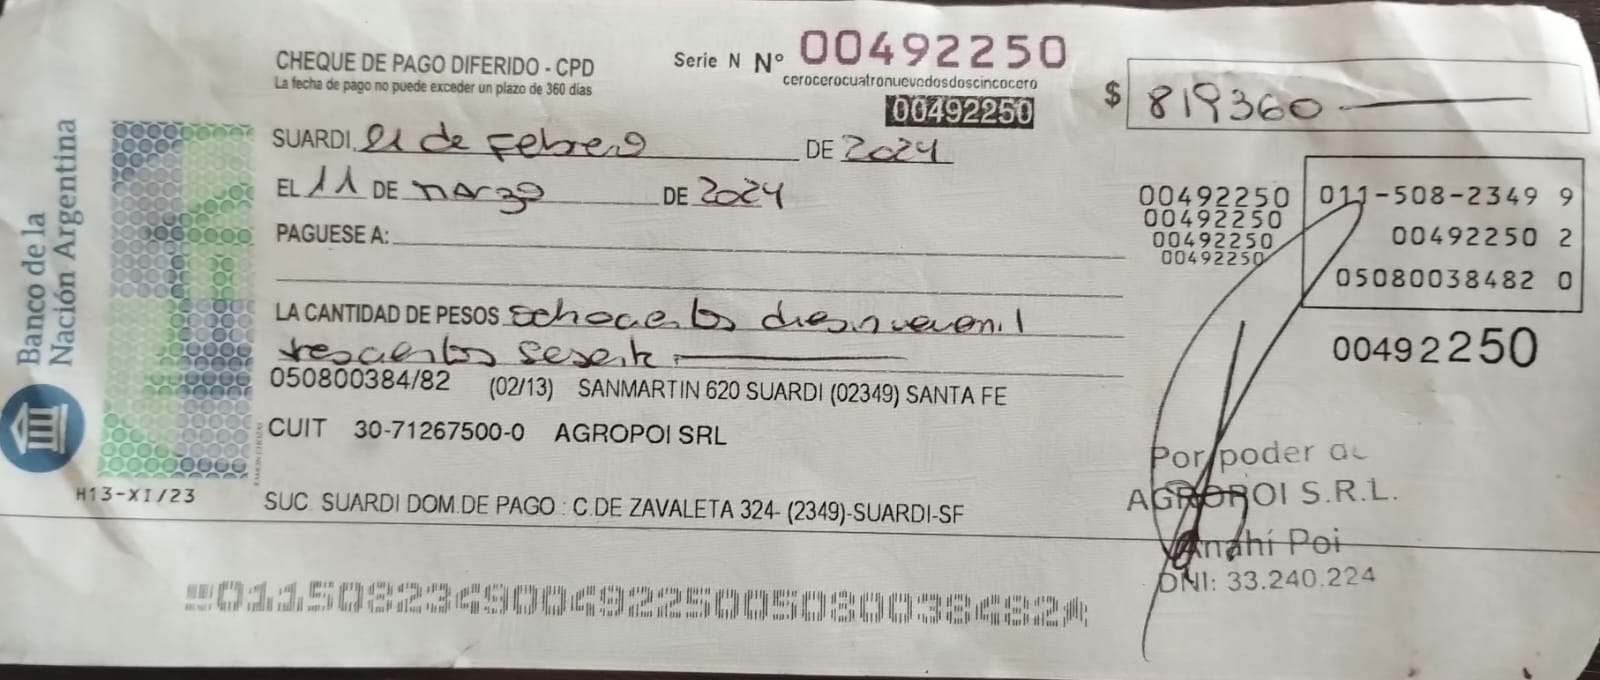 Banco de la
Nación Argentina
H13-XI/23
CHEQUE DE PAGO DIFERIDO - CPD
La fecha de pago no puede exceder un plazo de 360 días
Serie N Nº 00492250
cerocerocuatronuevedosdoscincocero
00492250
$ 819360
SUARDI, 21 de Febrero DE 2024
EL 11 DE marzo DE 2024
PAGUESE A:
LA CANTIDAD DE PESOS ochocientos diesinuevemil
trescientos sesenta
050800384/82 (02/13) SANMARTIN 620 SUARDI (02349) SANTA FE
CUIT 30-71267500-0 AGROPOI SRL
SUC. SUARDI DOM.DE PAGO : C.DE ZAVALETA 324- (2349)-SUARDI-SF
00492250
00492250
00492250
00492250
011-508-2349 9
00492250 2
05080038482 0
00492250
Por poder de
AGROPOI S.R.L.
Anahí Poi
DNI: 33.240.224
01150823490049225005080038482